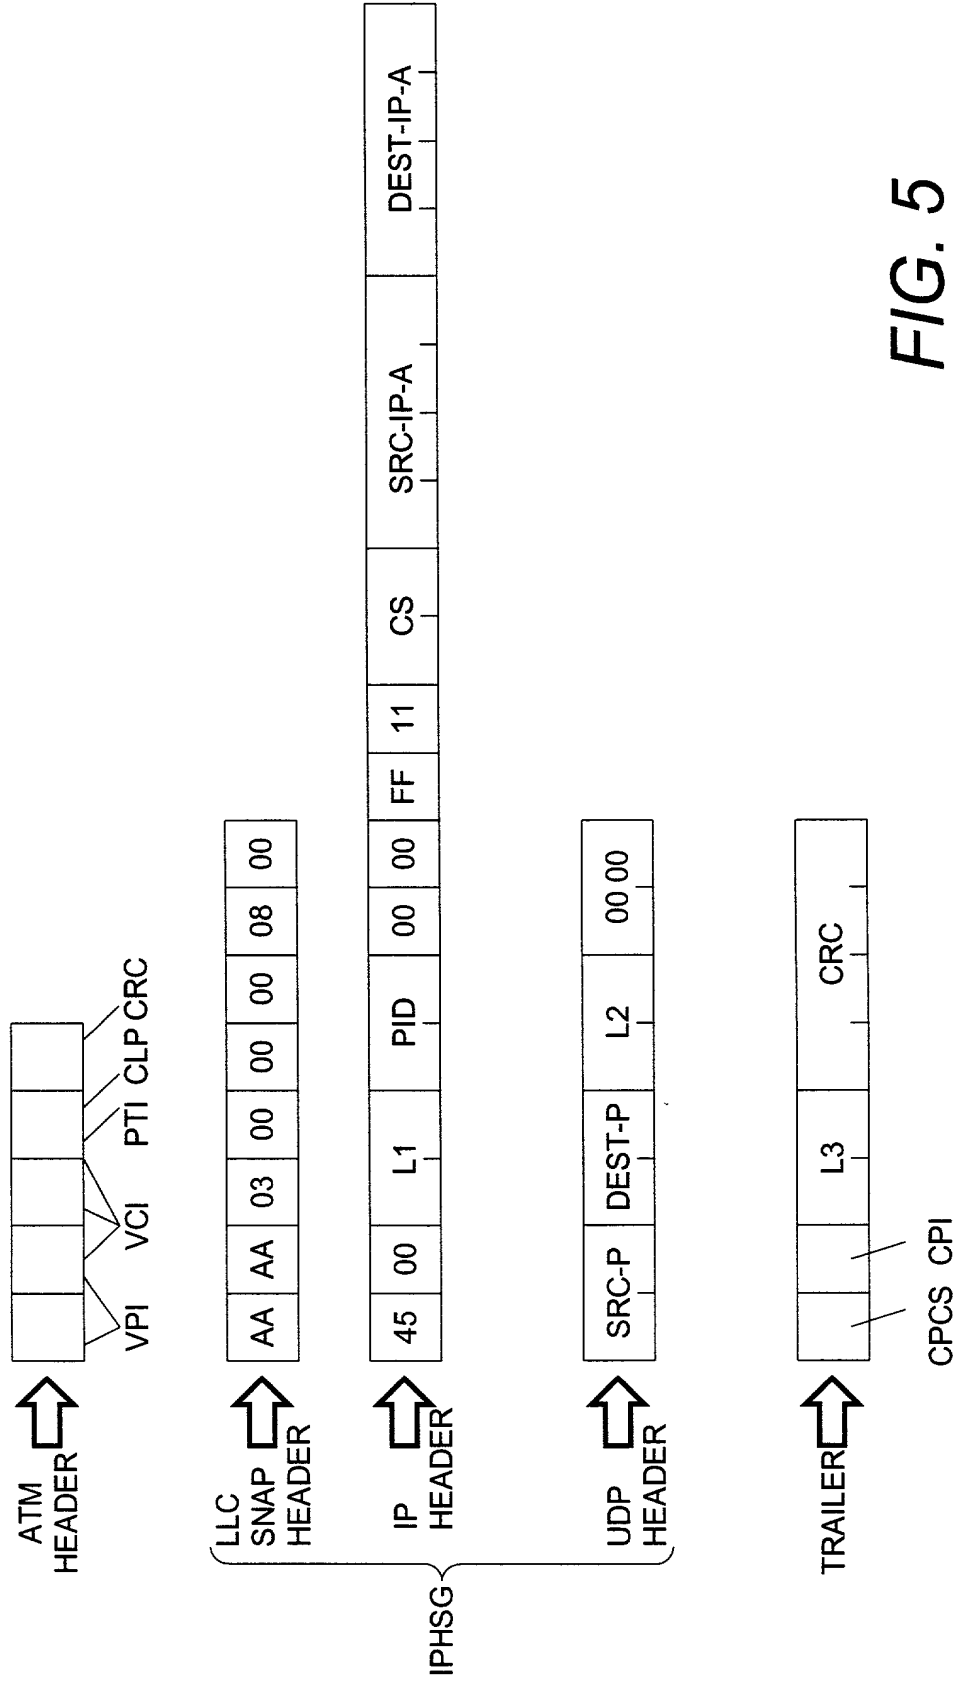 ATM
HEADER
VPI VCI PTI CLP CRC
LLC
SNAP
HEADER
AA AA 03 00 00 00 08 00
IP
HEADER
45 00 L1 PID 00 00 FF 11 CS SRC-IP-A DEST-IP-A
IPHSG
UDP
HEADER
SRC-P DEST-P L2 00 00
TRAILER
L3 CRC
CPCS CPI
FIG. 5